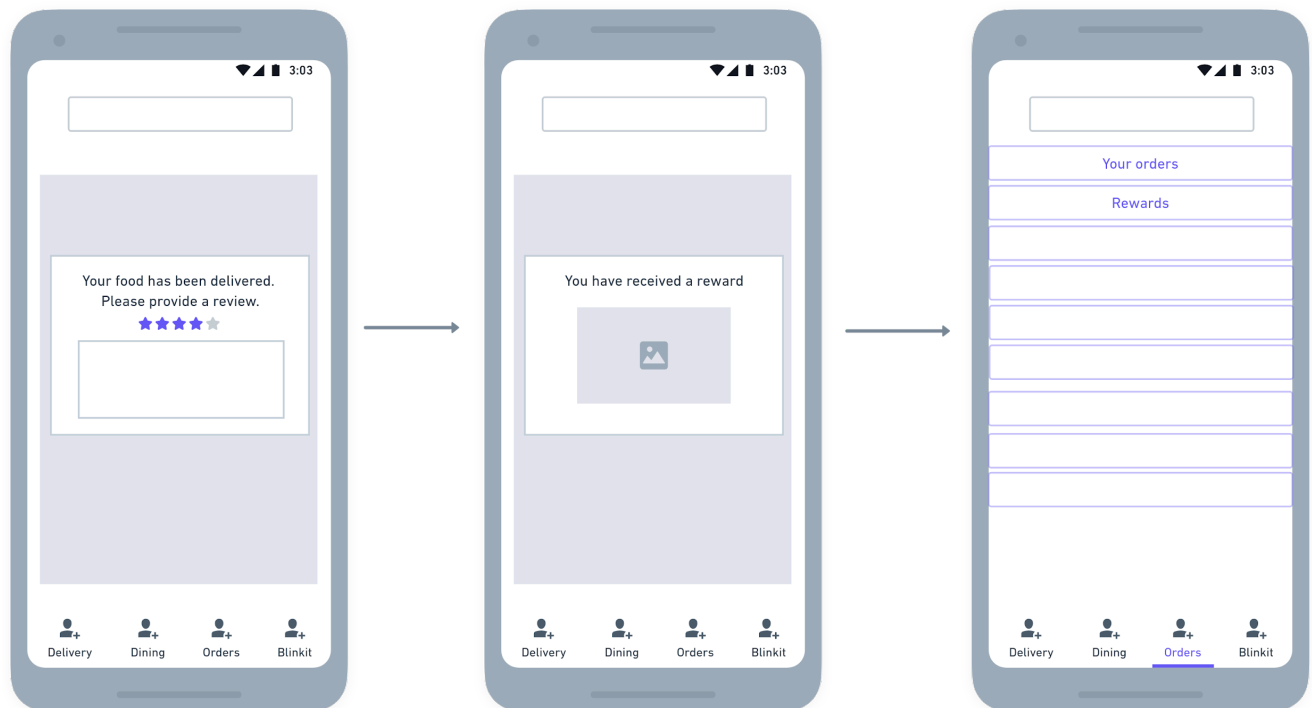 3:03
Your food has been delivered.
Please provide a review.
Delivery Dining Orders Blinkit
3:03
You have received a reward
Delivery Dining Orders Blinkit
3:03
Your orders
Rewards
Delivery Dining Orders Blinkit